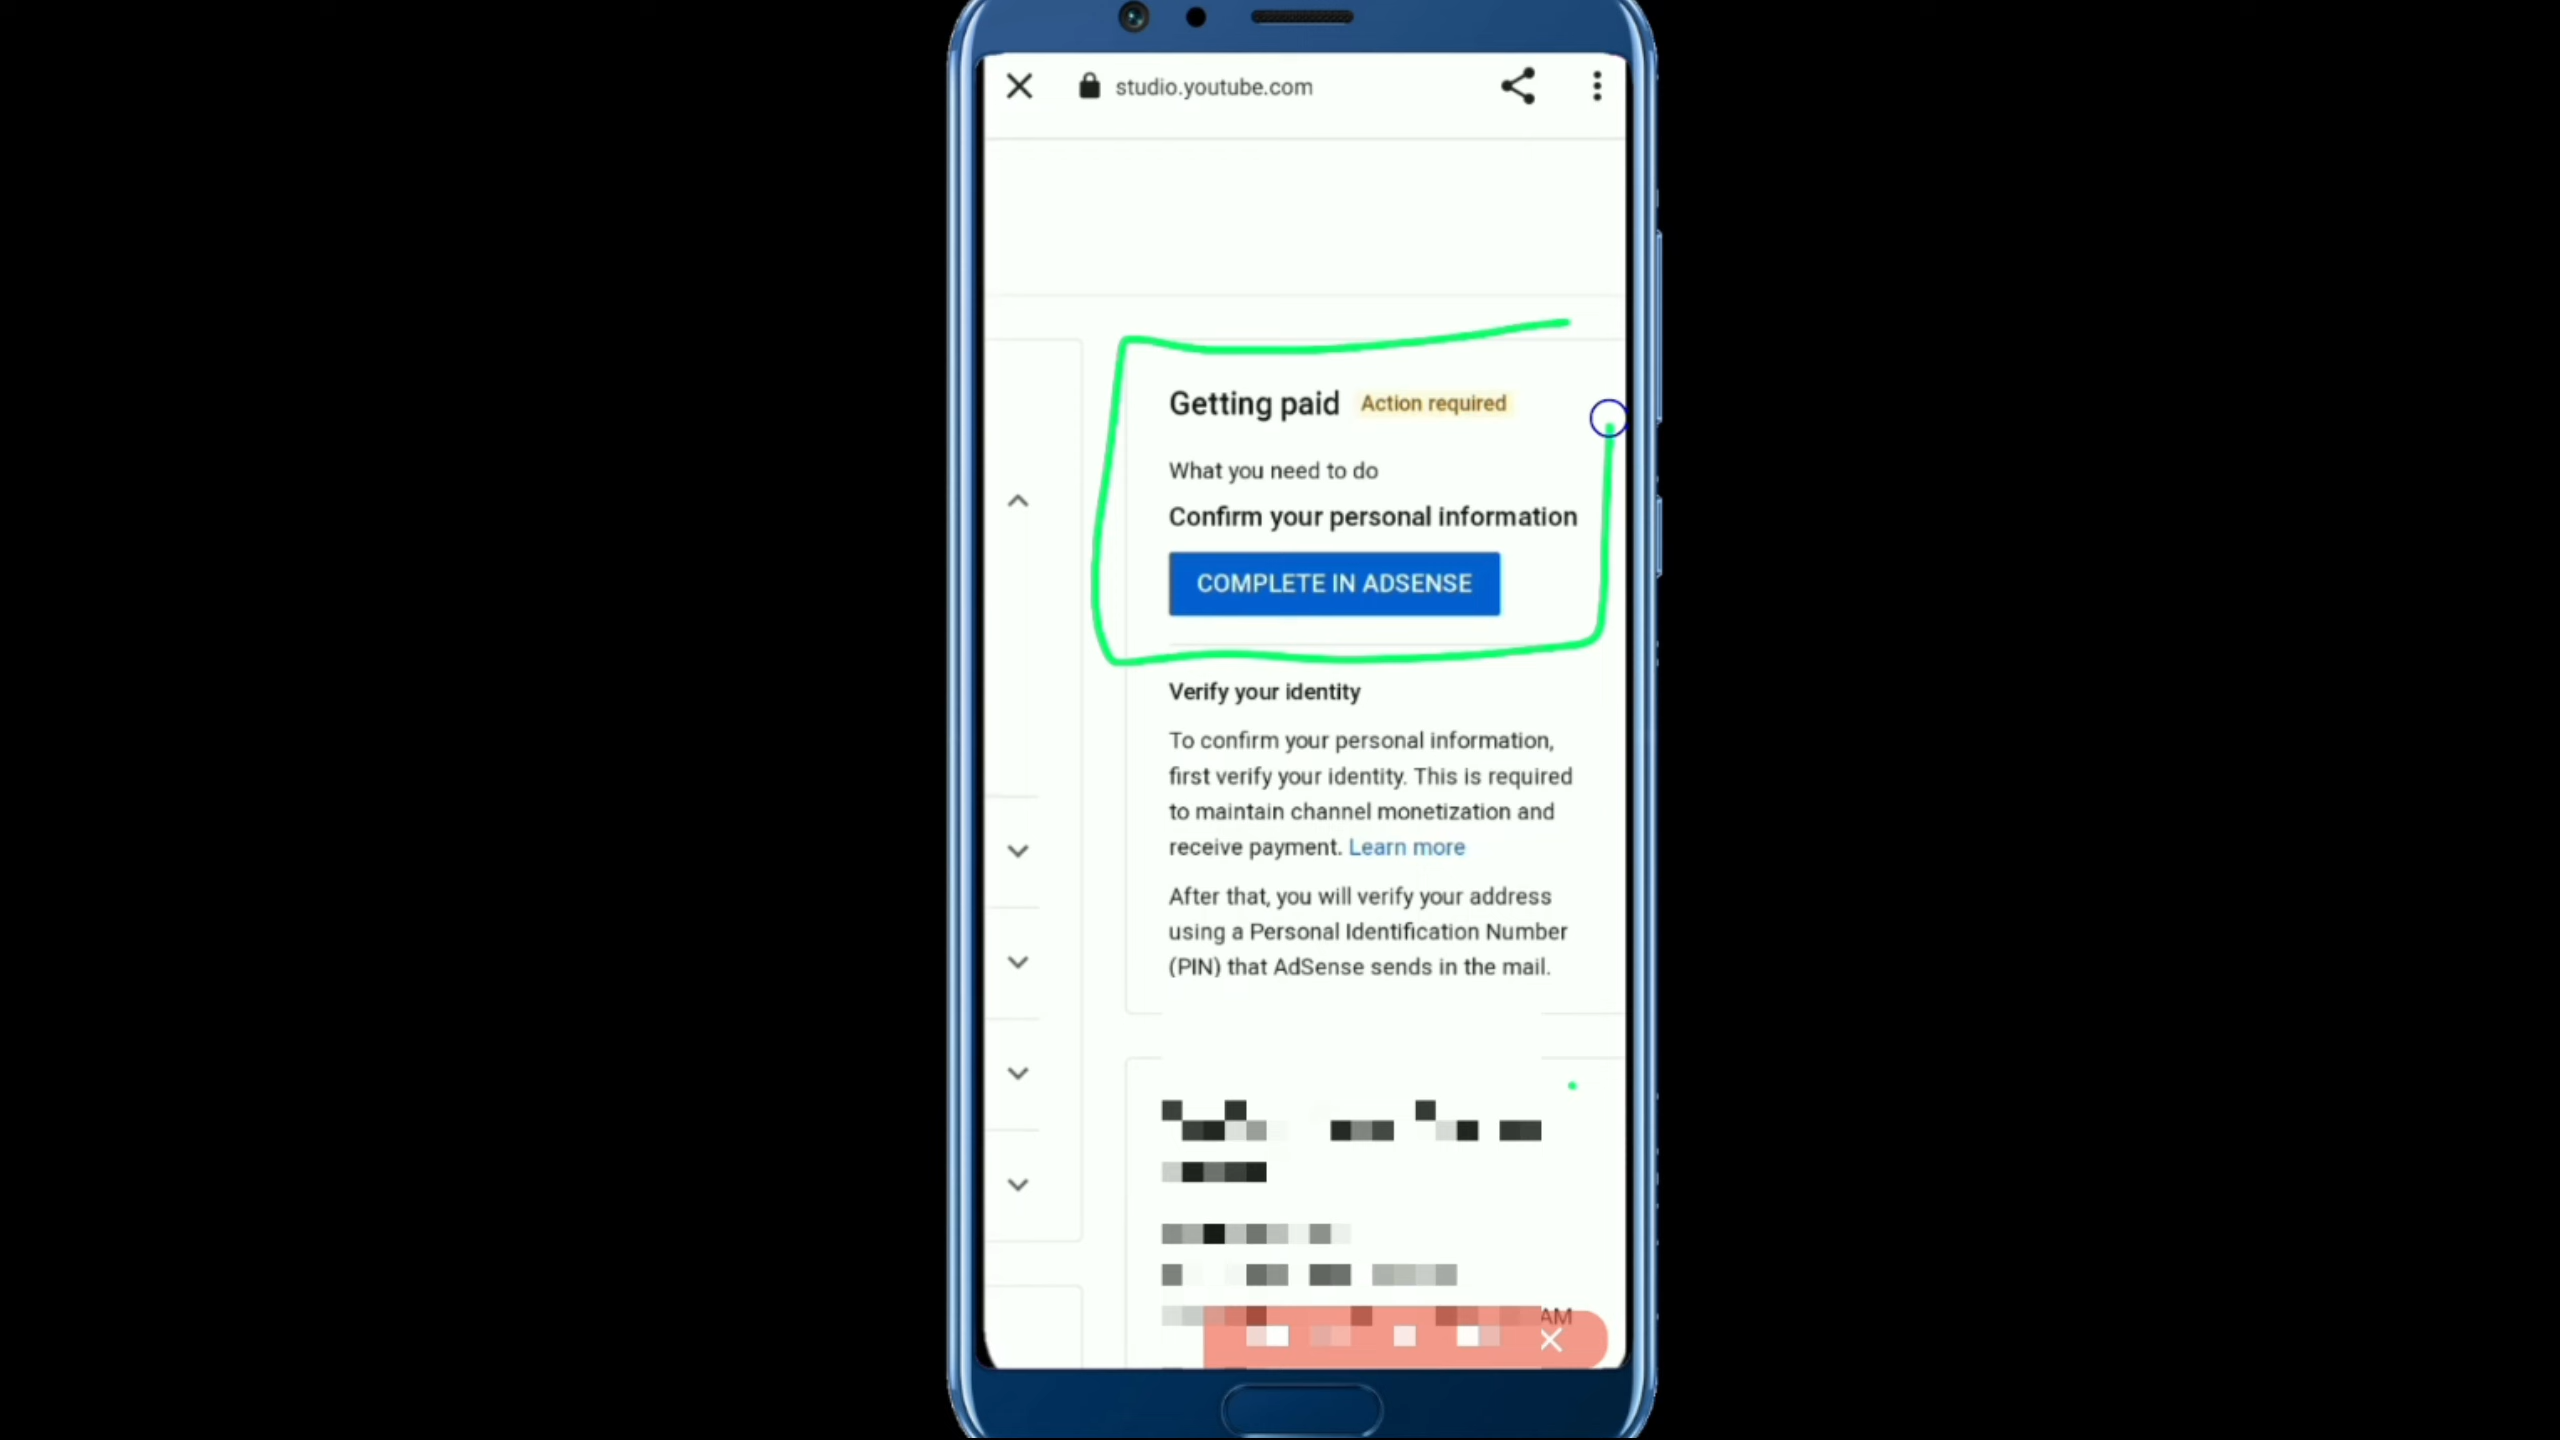 studio.youtube.com
Getting paid Action required
What you need to do
Confirm your personal information
COMPLETE IN ADSENSE
Verify your identity
To confirm your personal information,
first verify your identity. This is required
to maintain channel monetization and
receive payment. Learn more
After that, you will verify your address
using a Personal Identification Number
(PIN) that AdSense sends in the mail.
AM